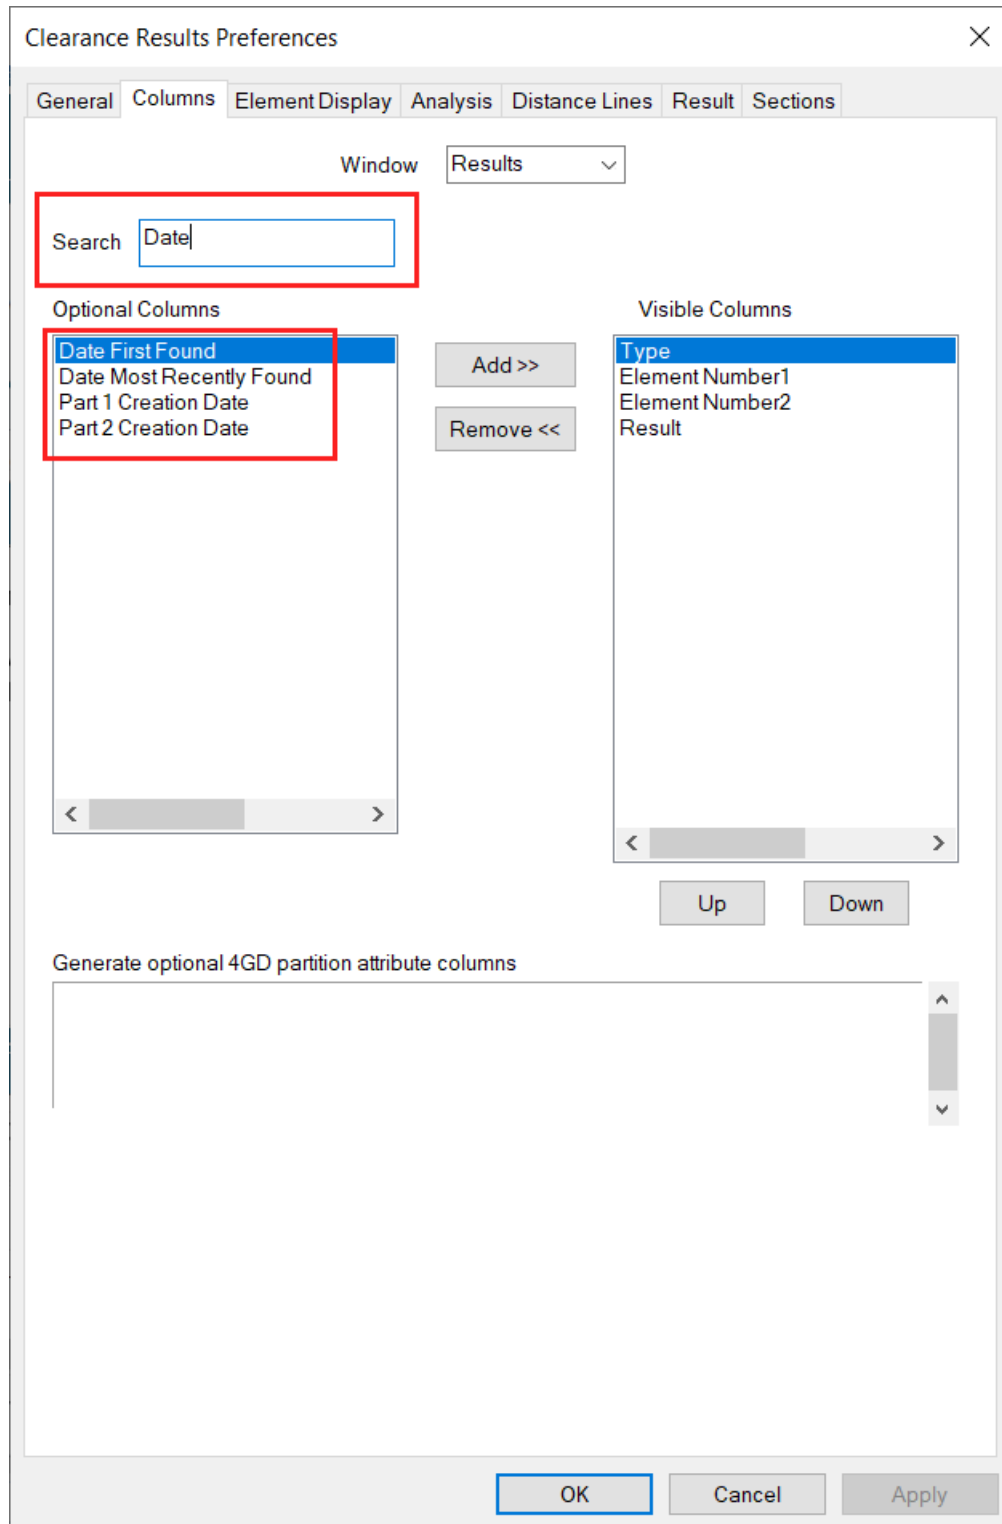 Clearance Results Preferences
General Columns Element Display Analysis Distance Lines Result Sections
Window Results
Search Date
Optional Columns
Date First Found
Date Most Recently Found
Part 1 Creation Date
Part 2 Creation Date
Add >>
Remove <<
Visible Columns
Type
Element Number1
Element Number2
Result
Up Down
Generate optional 4GD partition attribute columns
OK Cancel Apply